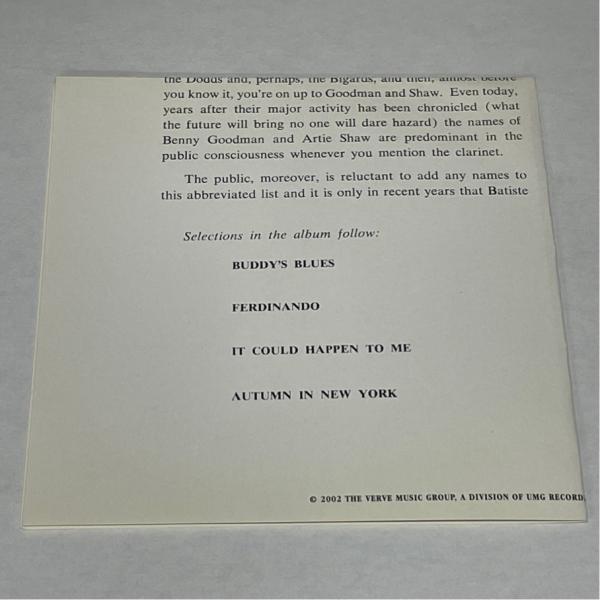 the Dodds and, perhaps, the Bigards, and then, almost before
you know it, you're on up to Goodman and Shaw. Even today,
years after their major activity has been chronicled (what
the future will bring no one will dare hazard) the names of
Benny Goodman and Artie Shaw are predominant in the
public consciousness whenever you mention the clarinet.
The public, moreover, is reluctant to add any names to
this abbreviated list and it is only in recent years that Batiste
Selections in the album follow:
BUDDY'S BLUES
FERDINANDO
IT COULD HAPPEN TO ME
AUTUMN IN NEW YORK
© 2002 THE VERVE MUSIC GROUP, A DIVISION OF UMG RECORD